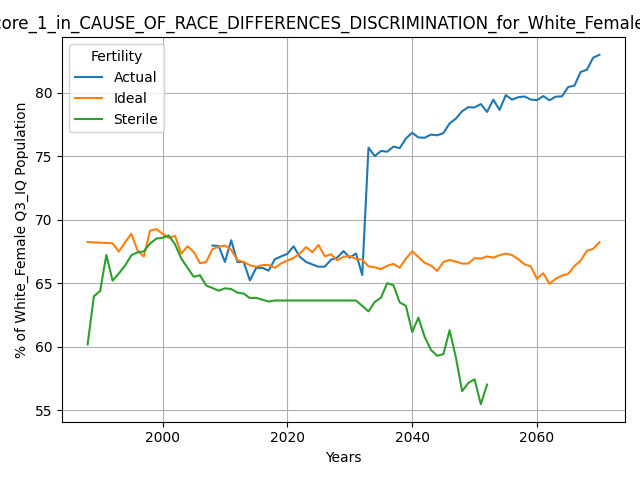 core_1_in_CAUSE_OF_RACE_DIFFERENCES_DISCRIMINATION_for_White_Female
Fertility
Actual
Ideal
Sterile
% of White_Female Q3_IQ Population
80
75
70
65
60
55
2000
2020
2040
2060
Years